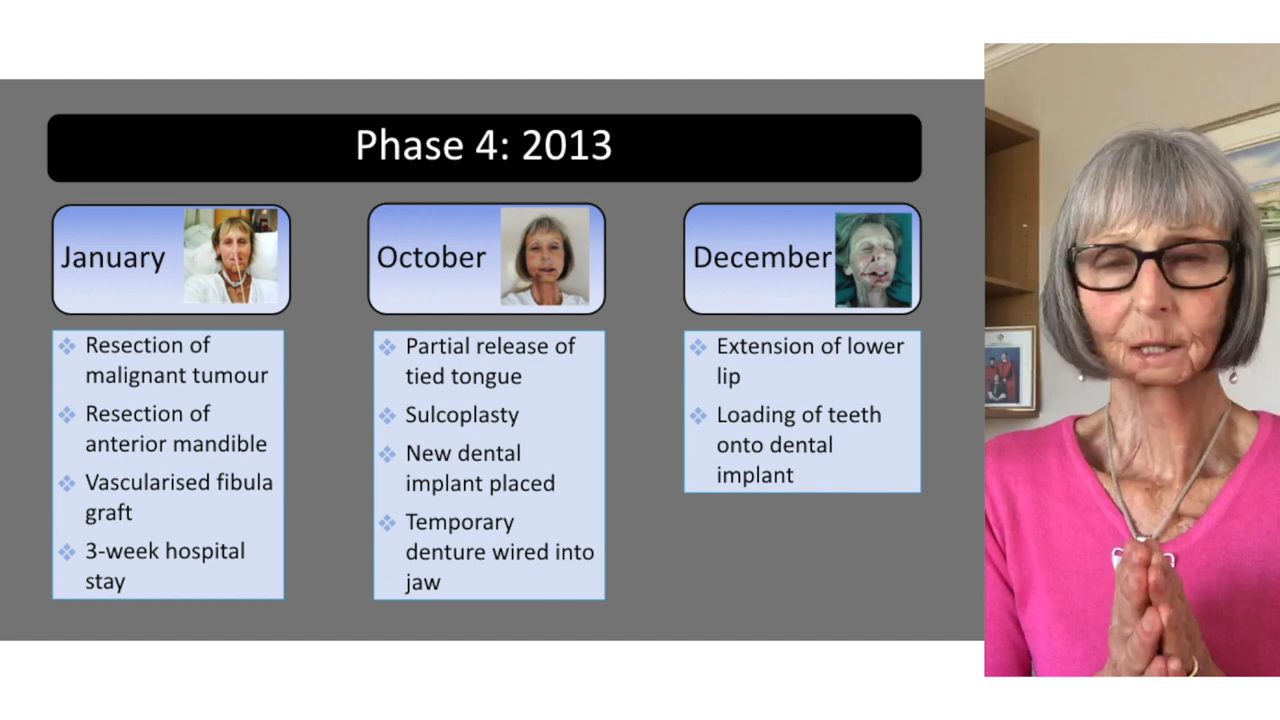 Phase 4: 2013
January
Resection of
malignant tumour
Resection of
anterior mandible
Vascularised fibula
graft
3-week hospital
stay
October
Partial release of
tied tongue
Sulcoplasty
New dental
implant placed
Temporary
denture wired into
jaw
December
Extension of lower
lip
Loading of teeth
onto dental
implant